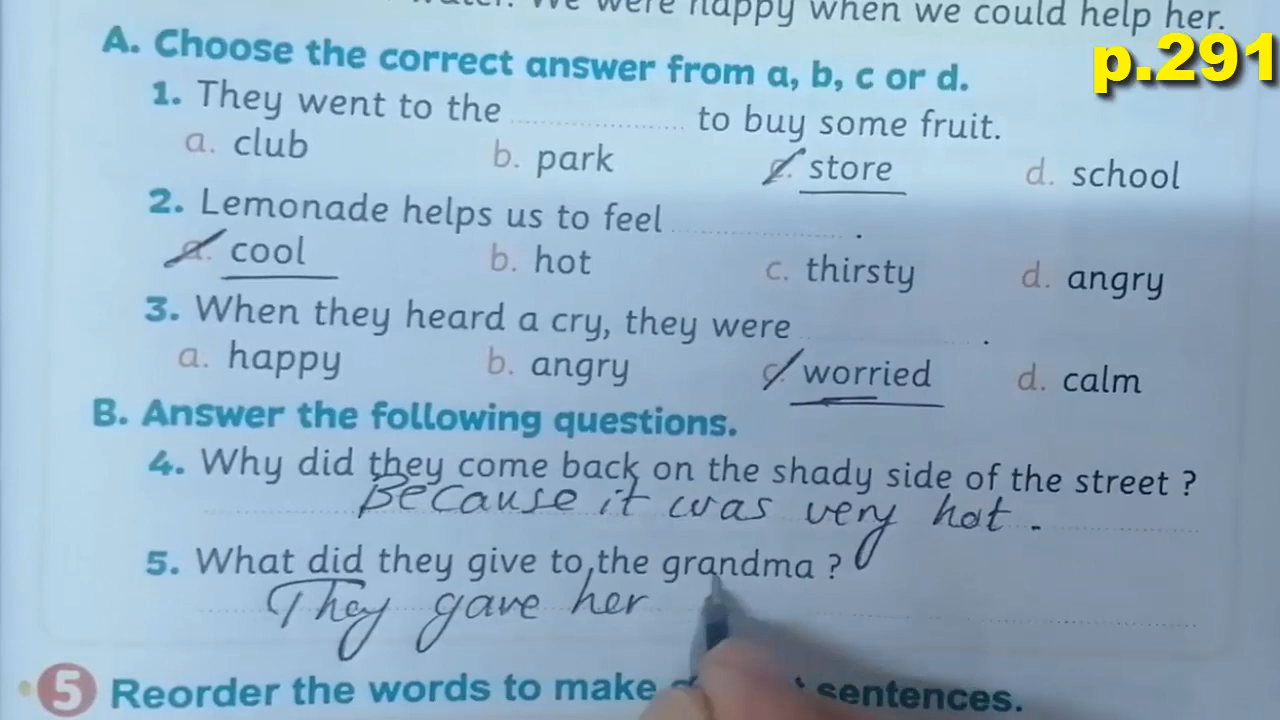 water. We were happy when we could help her.
p.291
A. Choose the correct answer from a, b, c or d.
1. They went to the .................. to buy some fruit.
a. club b. park c. store d. school
2. Lemonade helps us to feel .................. .
a. cool b. hot c. thirsty d. angry
3. When they heard a cry, they were .................. .
a. happy b. angry c. worried d. calm
B. Answer the following questions.
4. Why did they come back on the shady side of the street ?
Because it was very hot .
5. What did they give to the grandma ?
They gave her
5 Reorder the words to make sentences.